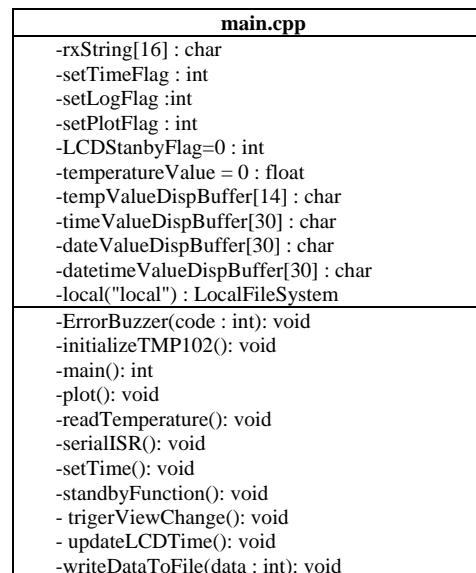 main.cpp
-rxString[16] : char
-setTimeFlag : int
-setLogFlag :int
-setPlotFlag : int
-LCDStanbyFlag=0 : int
-temperatureValue = 0 : float
-tempValueDispBuffer[14] : char
-timeValueDispBuffer[30] : char
-dateValueDispBuffer[30] : char
-datetimeValueDispBuffer[30] : char
-local("local") : LocalFileSystem
-ErrorBuzzer(code : int): void
-initializeTMP102(): void
-main(): int
-plot(): void
-readTemperature(): void
-serialISR(): void
-setTime(): void
-standbyFunction(): void
- trigerViewChange(): void
- updateLCDTime(): void
-writeDataToFile(data : int): void